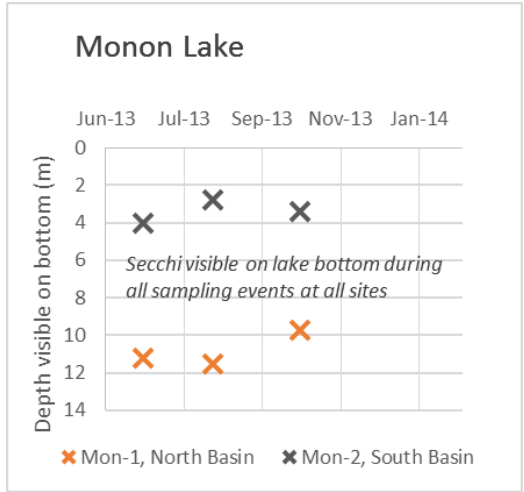 Monon Lake
Jun-13 Jul-13 Sep-13 Nov-13 Jan-14
Depth visible on bottom (m)
0
2
4
6
Secchi visible on lake bottom during
all sampling events at all sites
8
10
12
14
Mon-1, North Basin Mon-2, South Basin